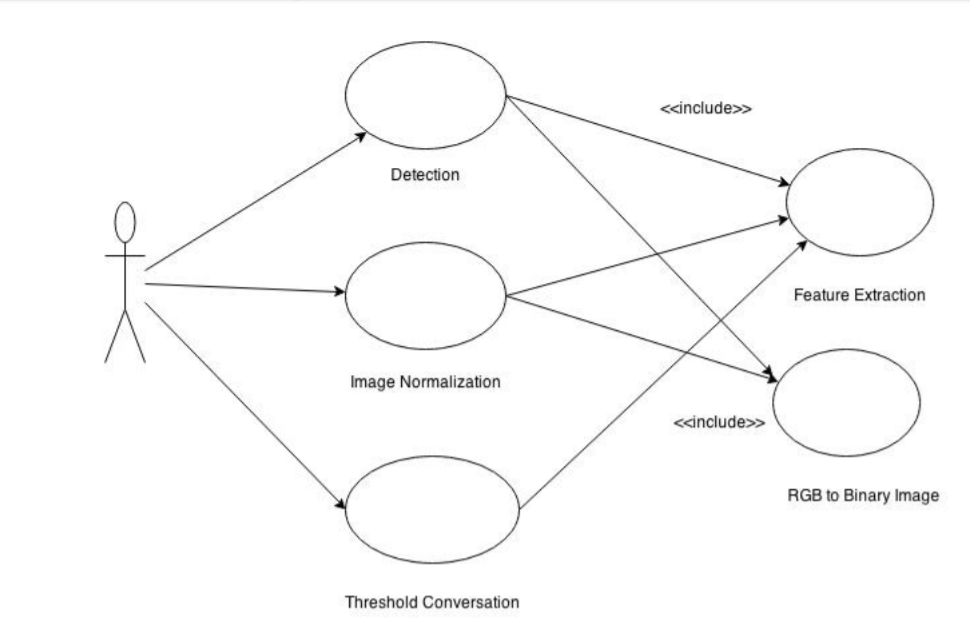 <<include>>
Detection
Feature Extraction
Image Normalization
<<include>>
RGB to Binary Image
Threshold Conversation